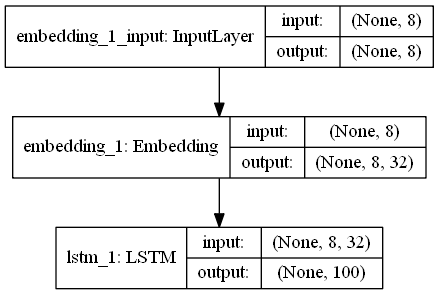 embedding_1_input: InputLayer
input: (None, 8)
output: (None, 8)
embedding_1: Embedding
input: (None, 8)
output: (None, 8, 32)
lstm_1: LSTM
input: (None, 8, 32)
output: (None, 100)